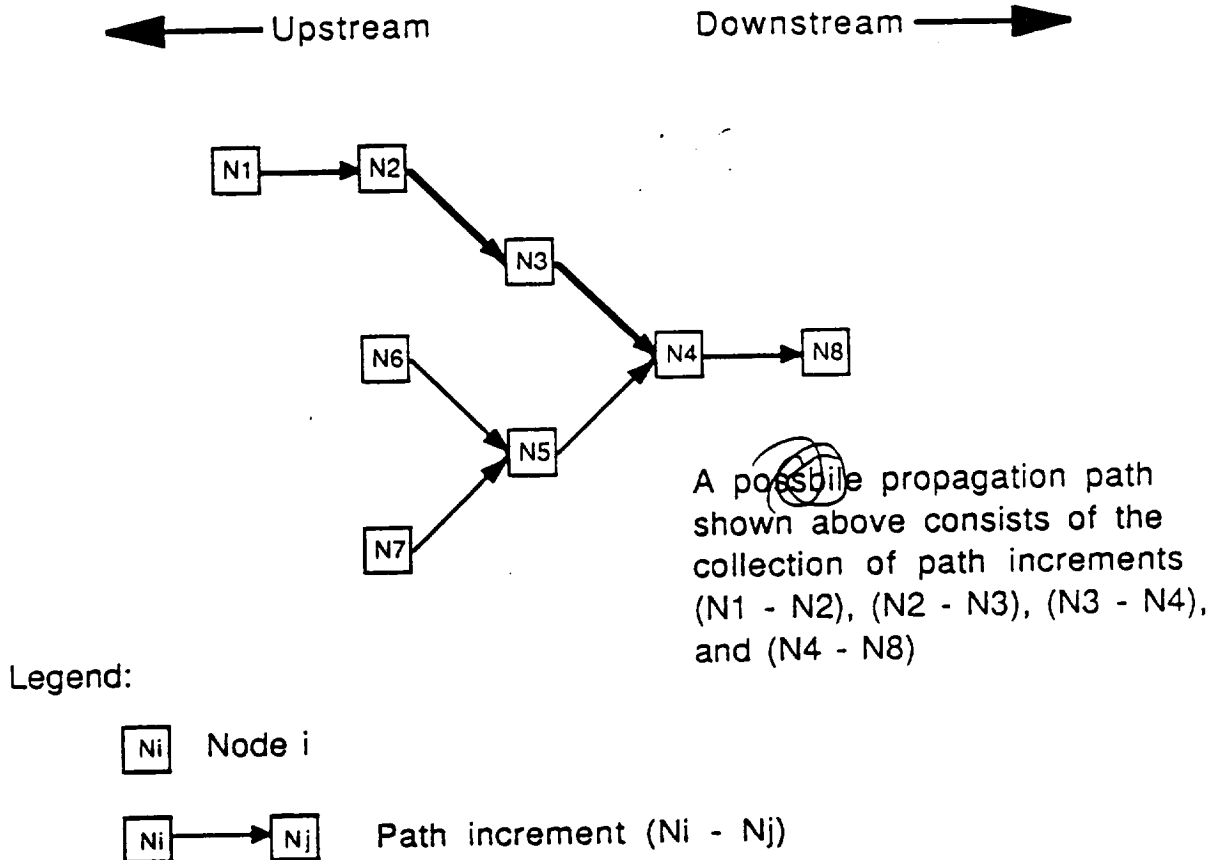 Upstream Downstream
N1 N2
N3
N6 N4 N8
N5
N7
A possbile propagation path
shown above consists of the
collection of path increments
(N1 - N2), (N2 - N3), (N3 - N4),
and (N4 - N8)
Legend:
Ni Node i
Ni Nj Path increment (Ni - Nj)